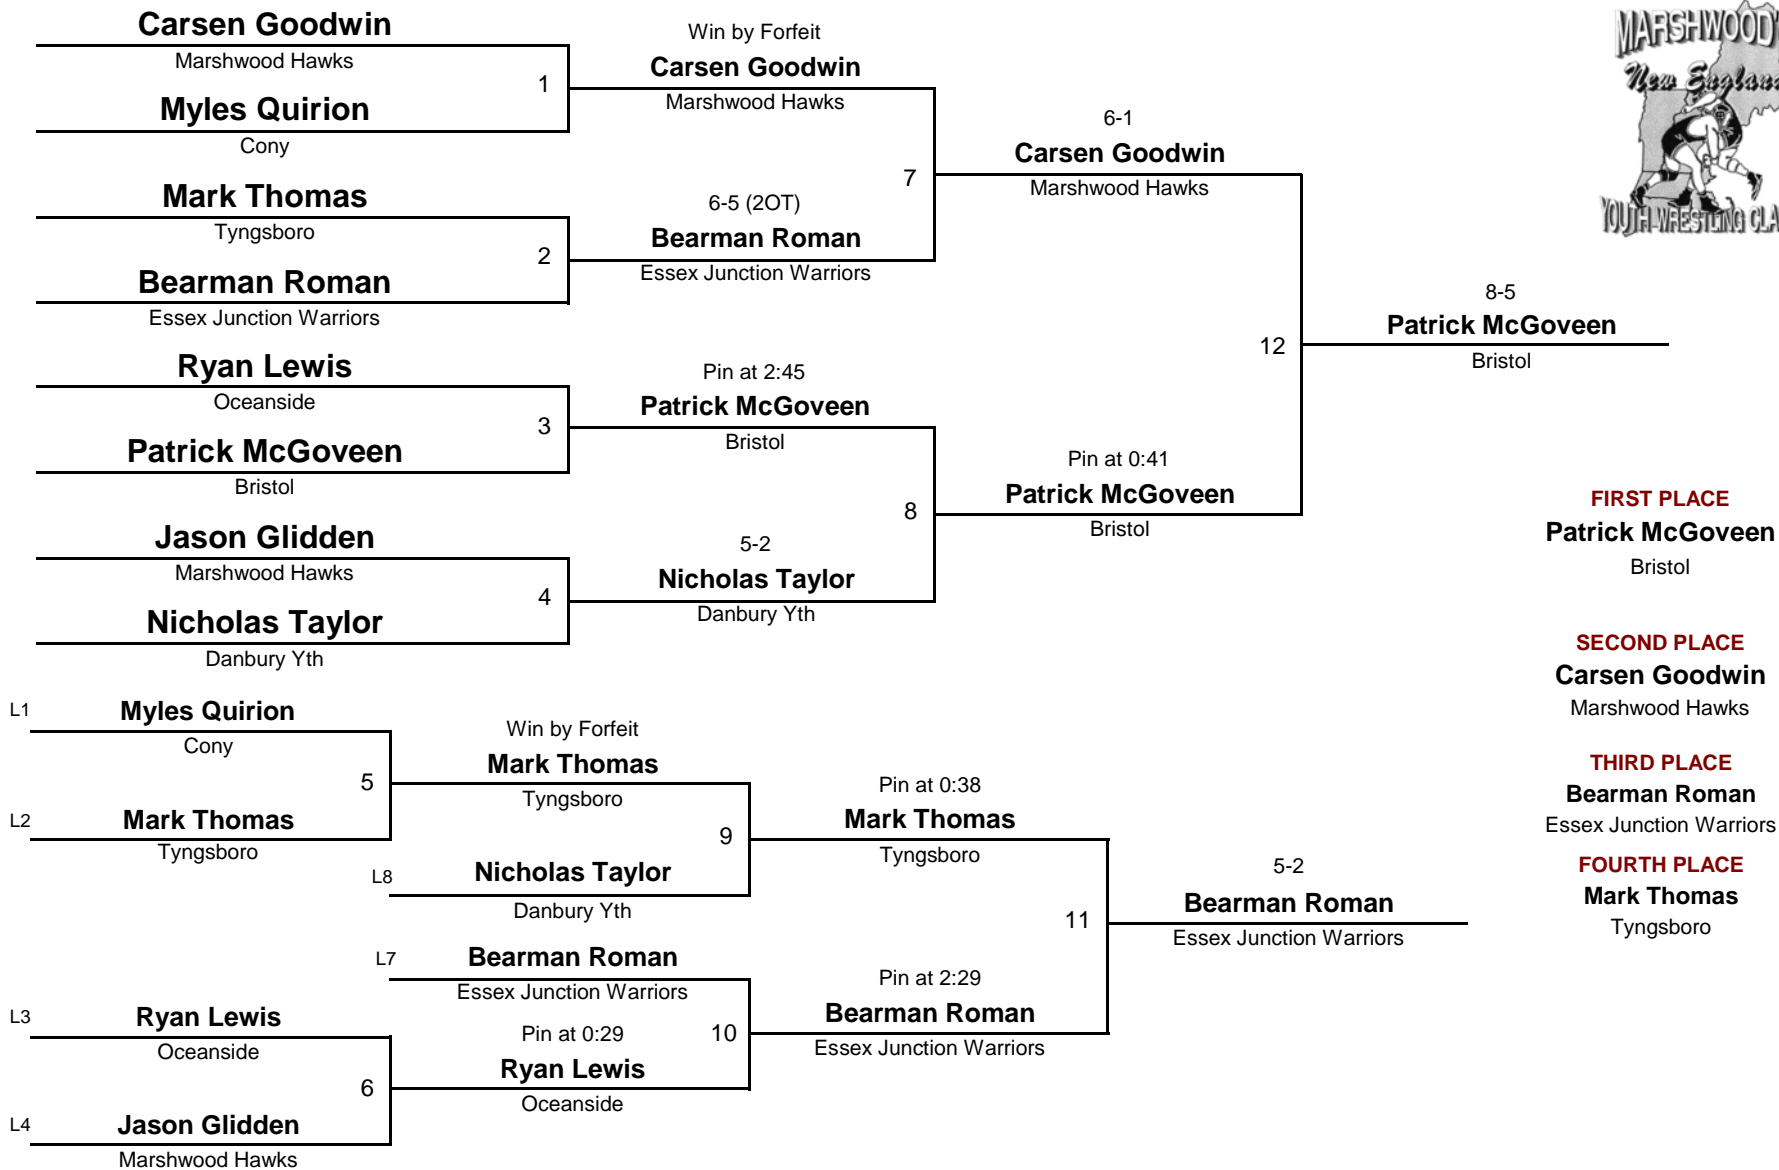 Carsen Goodwin
Marshwood Hawks
1
Myles Quirion
Cony
Mark Thomas
Tyngsboro
2
Bearman Roman
Essex Junction Warriors
Ryan Lewis
Oceanside
3
Patrick McGoveen
Bristol
Jason Glidden
Marshwood Hawks
4
Nicholas Taylor
Danbury Yth
Win by Forfeit
Carsen Goodwin
Marshwood Hawks
7
6-5 (2OT)
Bearman Roman
Essex Junction Warriors
Pin at 2:45
Patrick McGoveen
Bristol
8
5-2
Nicholas Taylor
Danbury Yth
6-1
Carsen Goodwin
Marshwood Hawks
12
Pin at 0:41
Patrick McGoveen
Bristol
8-5
Patrick McGoveen
Bristol
L1
Myles Quirion
Cony
5
L2
Mark Thomas
Tyngsboro
L3
Ryan Lewis
Oceanside
6
L4
Jason Glidden
Marshwood Hawks
Win by Forfeit
Mark Thomas
Tyngsboro
9
L8
Nicholas Taylor
Danbury Yth
L7
Bearman Roman
Essex Junction Warriors
10
Pin at 0:29
Ryan Lewis
Oceanside
Pin at 0:38
Mark Thomas
Tyngsboro
11
Pin at 2:29
Bearman Roman
Essex Junction Warriors
5-2
Bearman Roman
Essex Junction Warriors
MARSHWOOD'
New England
YOUTH WRESTLING CLA
FIRST PLACE
Patrick McGoveen
Bristol
SECOND PLACE
Carsen Goodwin
Marshwood Hawks
THIRD PLACE
Bearman Roman
Essex Junction Warriors
FOURTH PLACE
Mark Thomas
Tyngsboro